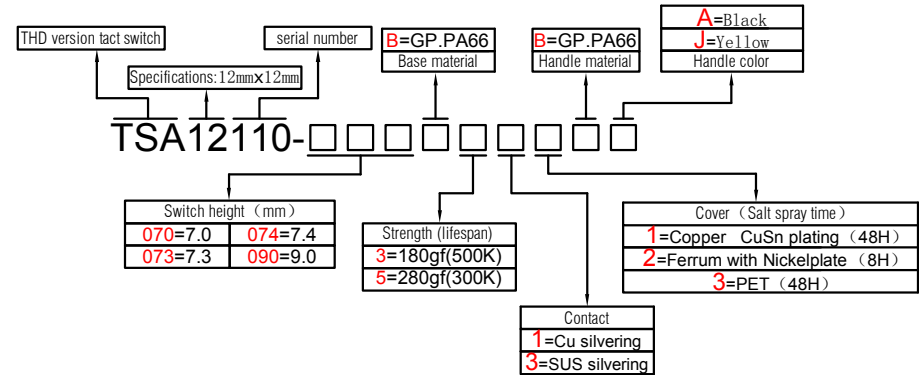 THD version tact switch
serial number
Specifications:12mm×12mm
B=GP.PA66
Base material
B=GP.PA66
Handle material
A=Black
J=Yellow
Handle color
TSA12110-□□□□□□□□□
Switch height（mm）
070=7.0 074=7.4
073=7.3 090=9.0
Strength (lifespan)
3=180gf(500K)
5=280gf(300K)
Contact
1=Cu silvering
3=SUS silvering
Cover（Salt spray time）
1=Copper CuSn plating（48H）
2=Ferrum with Nickelplate（8H）
3=PET（48H）